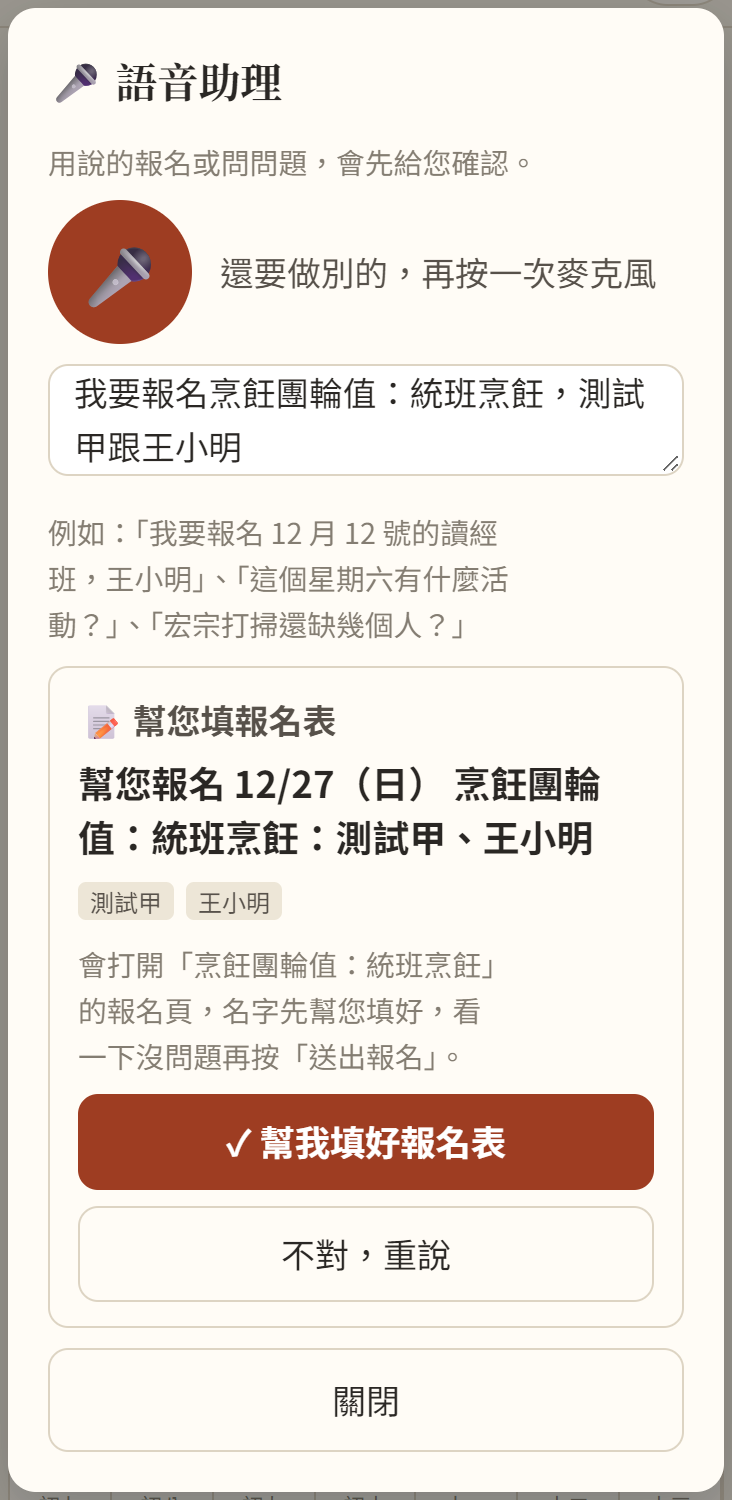 語音助理
用說的報名或問問題，會先給您確認。
還要做別的，再按一次麥克風
我要報名烹飪團輪值：統班烹飪，測試
甲跟王小明
例如：「我要報名 12 月 12 號的讀經
班，王小明」、「這個星期六有什麼活
動？」、「宏宗打掃還缺幾個人？」
幫您填報名表
幫您報名 12/27（日） 烹飪團輪
值：統班烹飪：測試甲、王小明
測試甲 王小明
會打開「烹飪團輪值：統班烹飪」
的報名頁，名字先幫您填好，看
一下沒問題再按「送出報名」。
✓ 幫我填好報名表
不對，重說
關閉